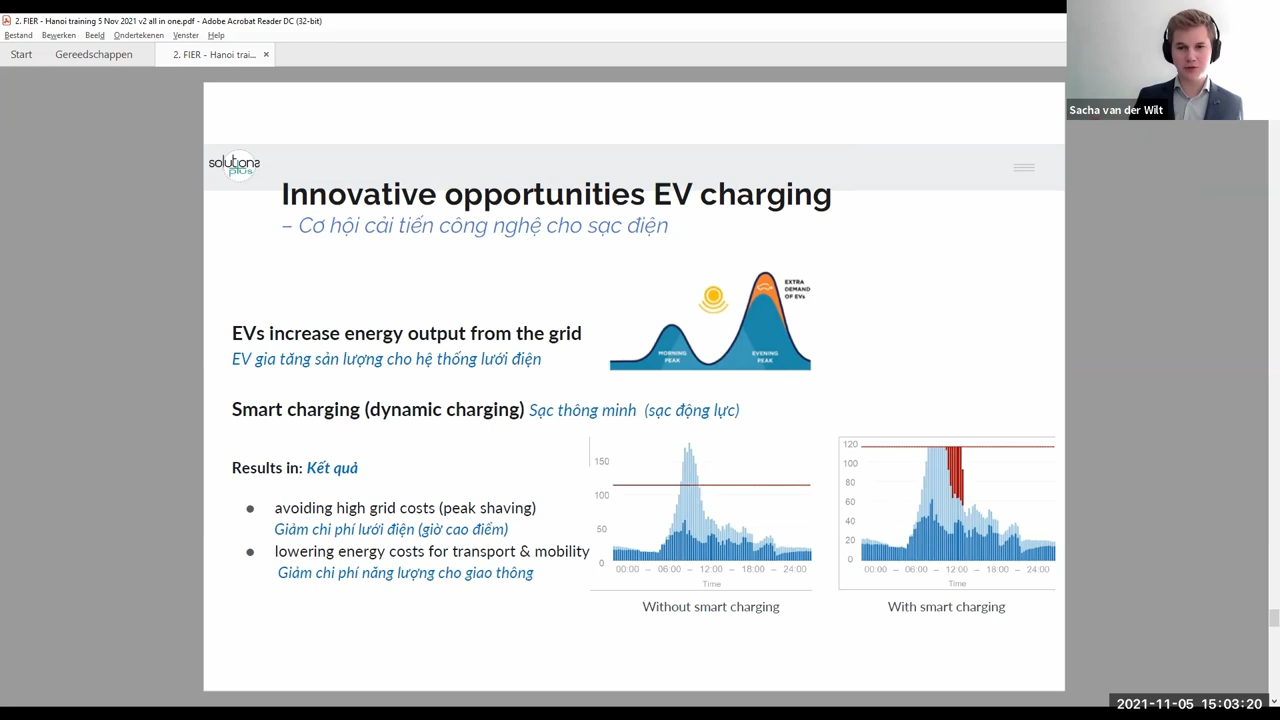 2. FIER - Hanoi training 5 Nov 2021 v2 all in one.pdf - Adobe Acrobat Reader DC (32-bit)
Bestand Bewerken Beeld Ondertekenen Venster Help
Start Gereedschappen 2. FIER - Hanoi trai... ×
Sacha van der Wilt
solutions
plus
Innovative opportunities EV charging
– Cơ hội cải tiến công nghệ cho sạc điện
EXTRA
DEMAND
OF EVs
MORNING
PEAK
EVENING
PEAK
EVs increase energy output from the grid
EV gia tăng sản lượng cho hệ thống lưới điện
Smart charging (dynamic charging) Sạc thông minh (sạc động lực)
Results in: Kết quả
avoiding high grid costs (peak shaving)
Giảm chi phí lưới điện (giờ cao điểm)
lowering energy costs for transport & mobility
Giảm chi phí năng lượng cho giao thông
150
100
50
0
00:00 – 06:00 – 12:00 – 18:00 – 24:00
Time
Without smart charging
120
100
80
60
40
20
0
00:00 – 06:00 – 12:00 – 18:00 – 24:00
Time
With smart charging
2021-11-05 15:03:20